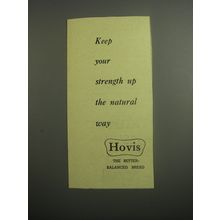 Keep
your
strength up
the natural
way
Hovis
THE BETTER-
BALANCED BREAD